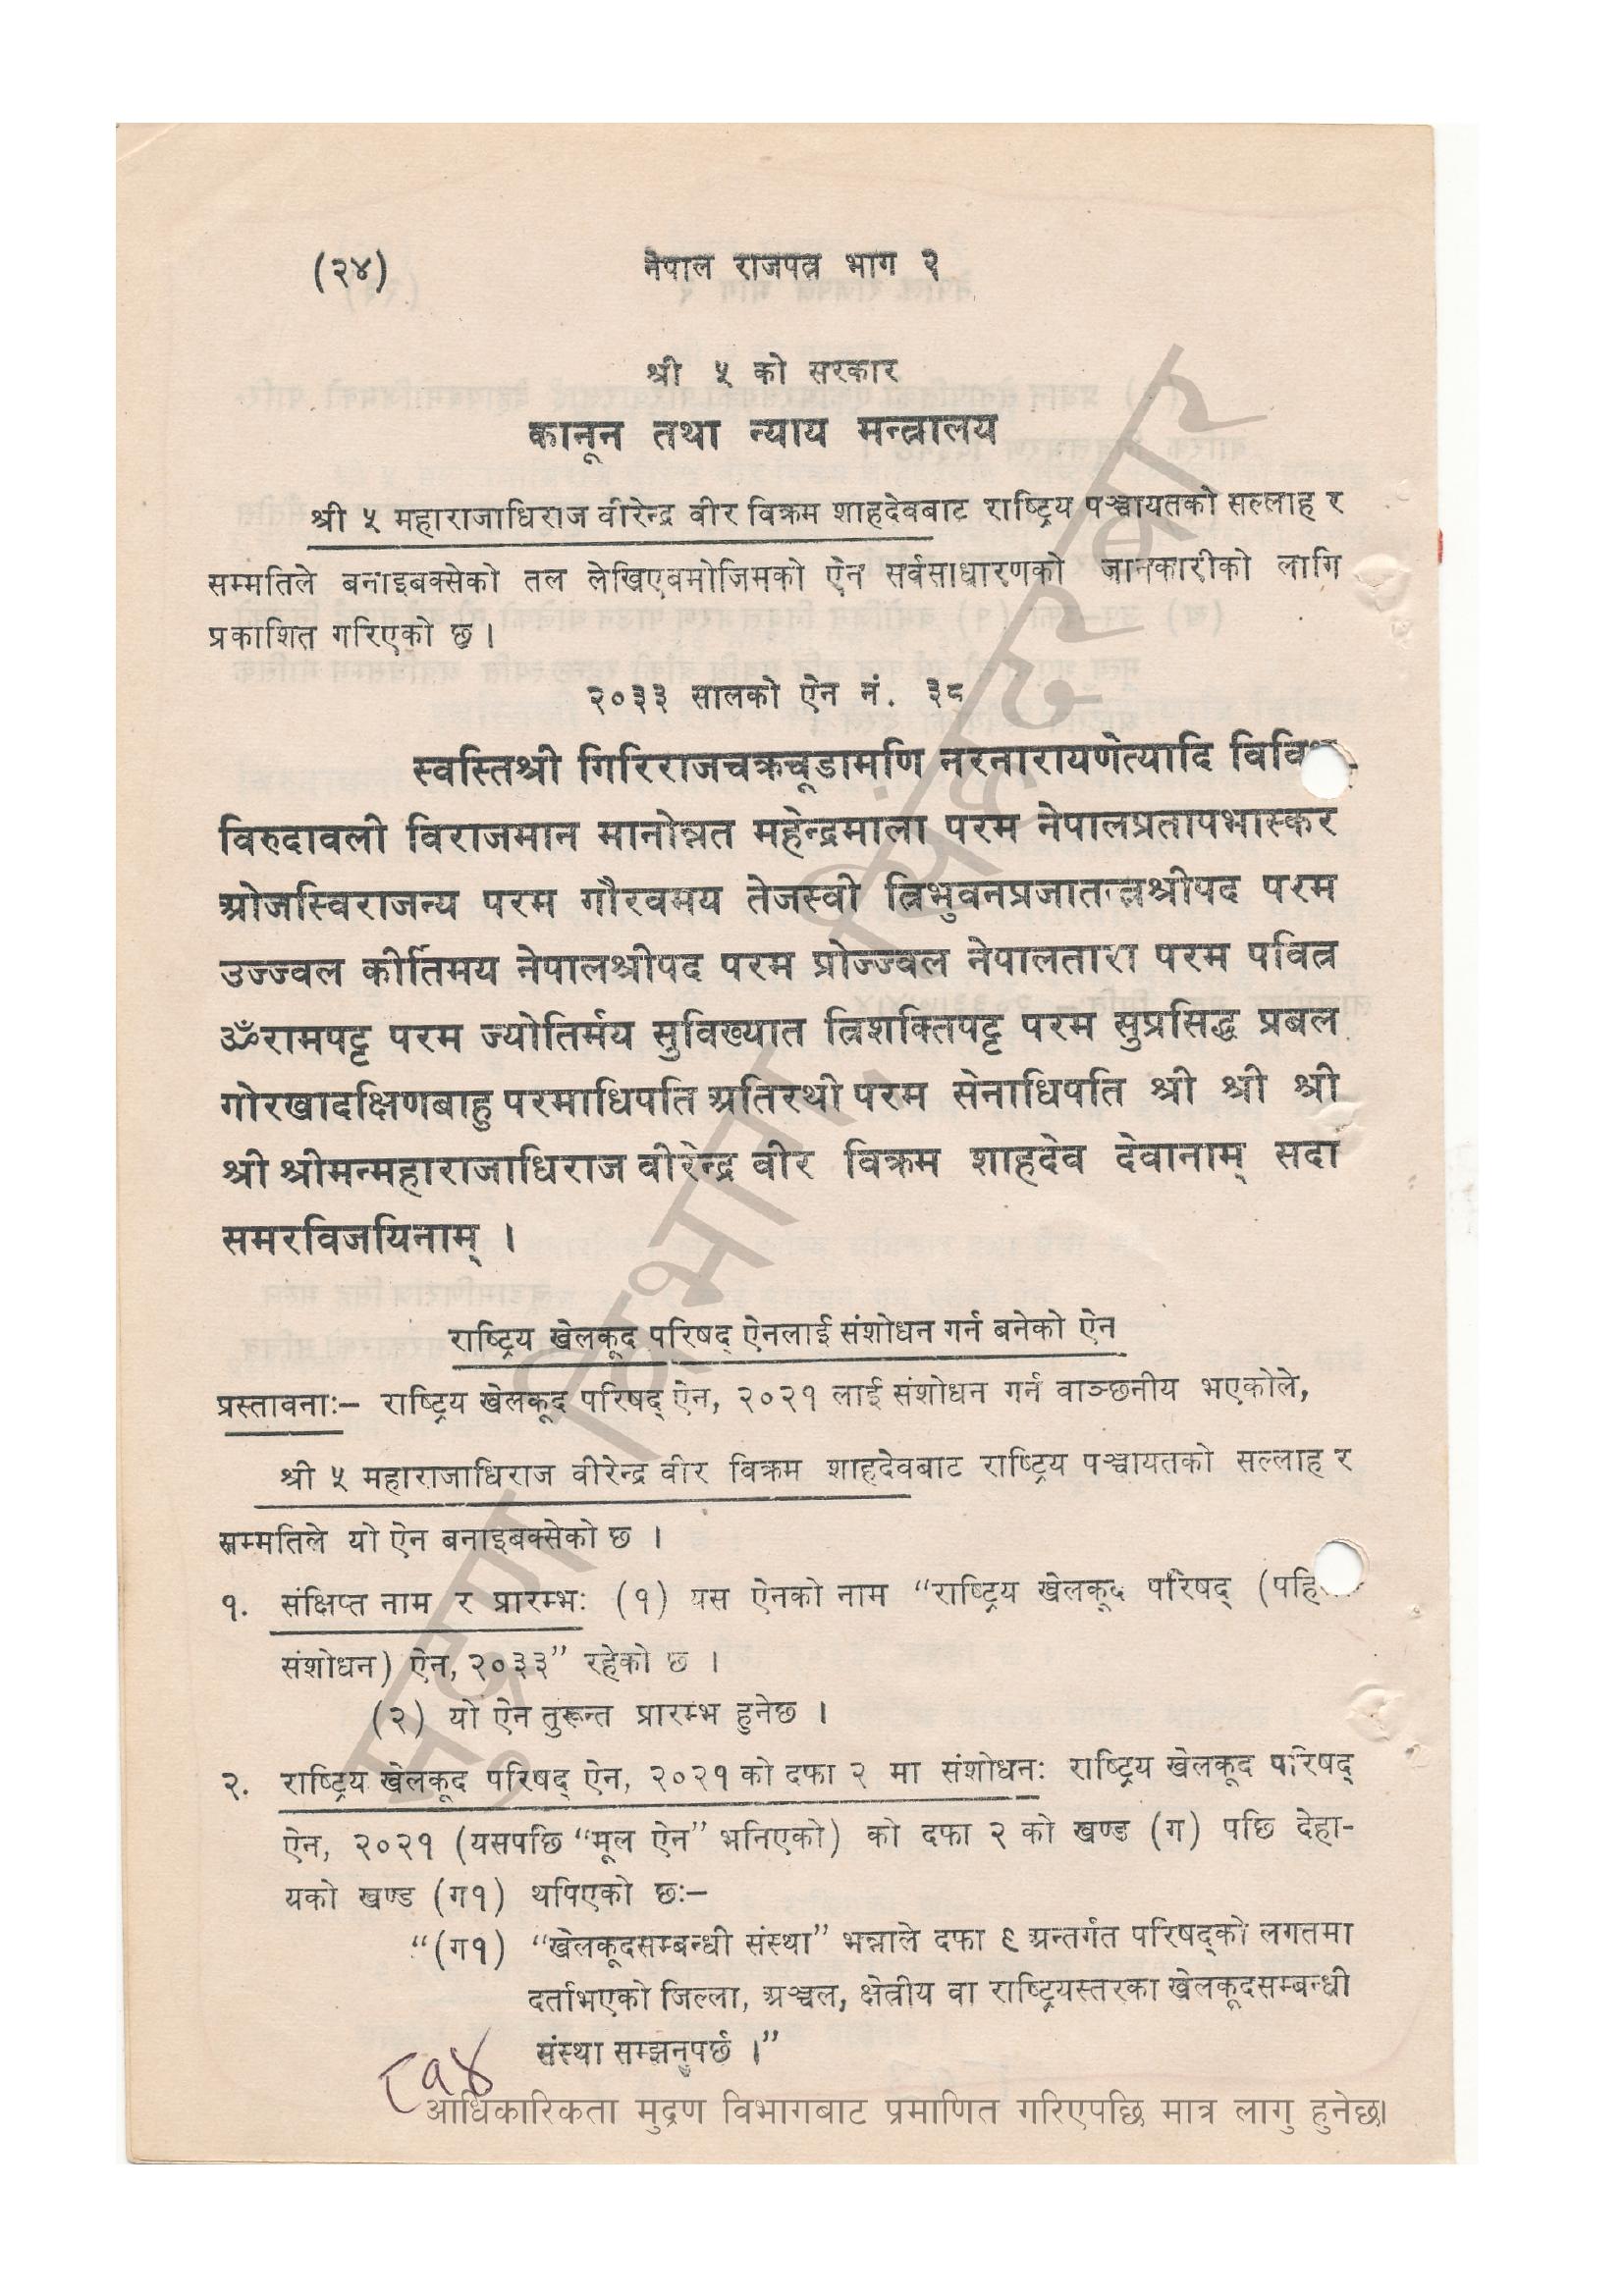 (२४) नेपाल राजपत्र भाग २
श्री ५ को सरकार
कानून तथा न्याय मन्त्रालय
श्री ५ महाराजाधिराज वीरेन्द्र वीर विक्रम शाहदेवबाट राष्ट्रिय पञ्चायतको सल्लाह र
सम्मतिले बनाइबक्सेको तल लेखिएबमोजिमको ऐन सर्वसाधारणको जानकारीको लागि
प्रकाशित गरिएको छ ।
२०३३ सालको ऐन नं. ३८
स्वस्तिश्री गिरिराजचक्रचूडामणि नरनारायणेत्यादि
विरुदावली विराजमान मानोन्नत महेन्द्रमाला परम नेपालप्रतापभास्कर
ओजस्विराजन्य परम गौरवमय तेजस्वी त्रिभुवनप्रजातन्त्रश्रीपद परम
उज्ज्वल कीर्तिमय नेपालश्रीपद परम प्रोज्ज्वल नेपालतारा परम पवित्र
ॐरामपट्ट परम ज्योतिर्मय सुविख्यात त्रिशक्तिपट्ट परम सुप्रसिद्ध प्रबल
गोरखादक्षिणबाहु परमाधिपति अतिरथी परम सेनाधिपति श्री श्री श्री
श्री श्रीमन्महाराजाधिराज वीरेन्द्र वीर विक्रम शाहदेव देवानाम् सदा
समरविजयिनाम् ।
राष्ट्रिय खेलकूद परिषद् ऐनलाई संशोधन गर्न बनेको ऐन
प्रस्तावनाः– राष्ट्रिय खेलकूद परिषद् ऐन, २०२१ लाई संशोधन गर्न वाञ्छनीय भएकोले,
श्री ५ महाराजाधिराज वीरेन्द्र वीर विक्रम शाहदेवबाट राष्ट्रिय पञ्चायतको सल्लाह र
सम्मतिले यो ऐन बनाइबक्सेको छ ।
१. संक्षिप्त नाम र प्रारम्भः (१) यस ऐनको नाम “राष्ट्रिय खेलकूद परिषद्
संशोधन) ऐन, २०३३” रहेको छ ।
(२) यो ऐन तुरून्त प्रारम्भ हुनेछ ।
२. राष्ट्रिय खेलकूद परिषद् ऐन, २०२१ को दफा २ मा संशोधनः राष्ट्रिय खेलकूद परिषद्
ऐन, २०२१ (यसपछि “मूल ऐन” भनिएको) को दफा २ को खण्ड (ग) पछि देहा-
यको खण्ड (ग१) थपिएको छः–
“(ग१) “खेलकूदसम्बन्धी संस्था” भन्नाले दफा ९ अन्तर्गत परिषद्को लगतमा
दर्ताभएको जिल्ला, अञ्चल, क्षेत्रीय वा राष्ट्रियस्तरका खेलकूदसम्बन्धी
संस्था सम्झनुपर्छ ।”
८१४
आधिकारिकता मुद्रण विभागबाट प्रमाणित गरिएपछि मात्र लागु हुनेछ।
मुद्रण विभाग, सिंहदरबार